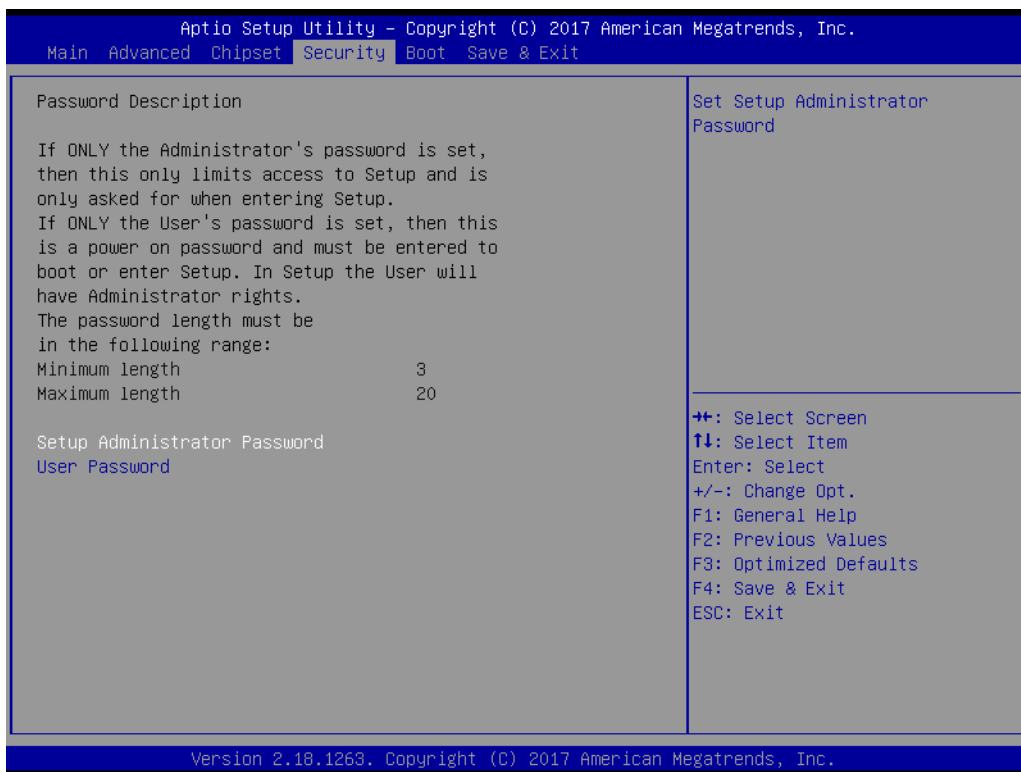 Aptio Setup Utility – Copyright (C) 2017 American Megatrends, Inc.
Main Advanced Chipset Security Boot Save & Exit
Password Description
If ONLY the Administrator's password is set,
then this only limits access to Setup and is
only asked for when entering Setup.
If ONLY the User's password is set, then this
is a power on password and must be entered to
boot or enter Setup. In Setup the User will
have Administrator rights.
The password length must be
in the following range:
Minimum length 3
Maximum length 20
Setup Administrator Password
User Password
Set Setup Administrator
Password
→←: Select Screen
↑↓: Select Item
Enter: Select
+/-: Change Opt.
F1: General Help
F2: Previous Values
F3: Optimized Defaults
F4: Save & Exit
ESC: Exit
Version 2.18.1263. Copyright (C) 2017 American Megatrends, Inc.